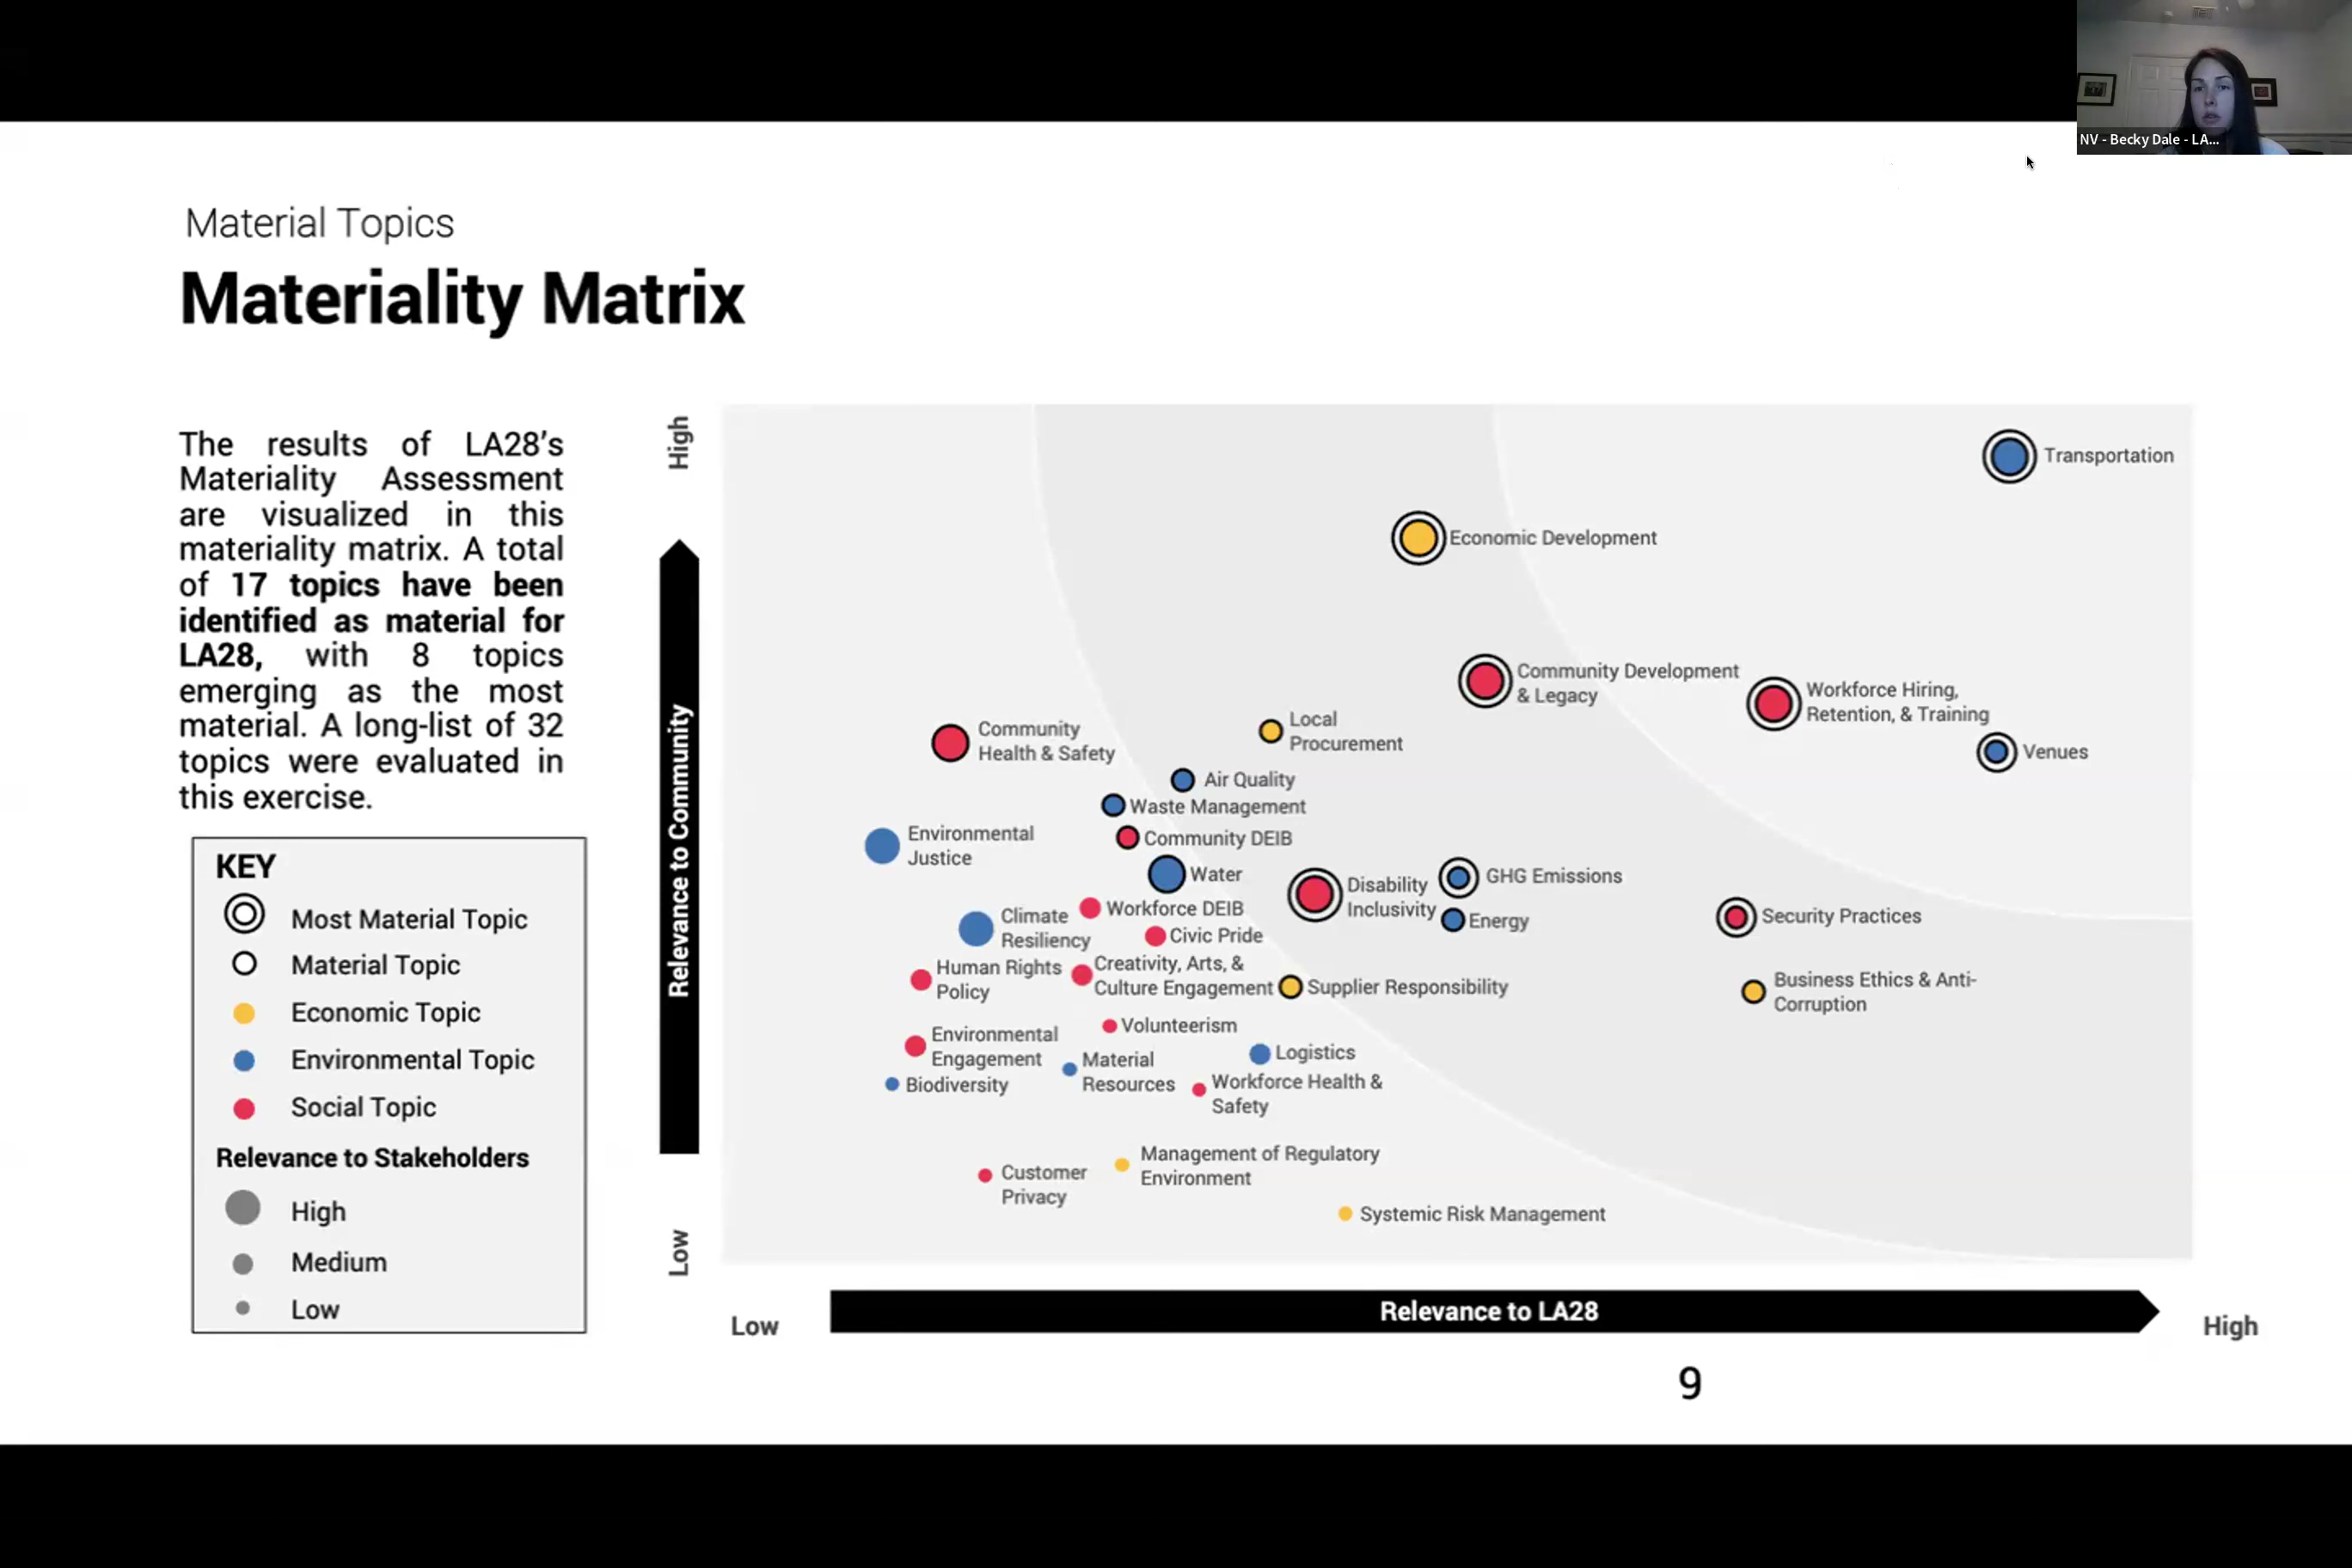 NV - Becky Dale - LA...
Material Topics
Materiality Matrix
The results of LA28's
Materiality Assessment
are visualized in this
materiality matrix. A total
of 17 topics have been
identified as material for
LA28, with 8 topics
emerging as the most
material. A long-list of 32
topics were evaluated in
this exercise.
KEY
Most Material Topic
Material Topic
Economic Topic
Environmental Topic
Social Topic
Relevance to Stakeholders
High
Medium
Low
High
Relevance to Community
Low
Transportation
Economic Development
Community Development
& Legacy
Workforce Hiring,
Retention, & Training
Venues
Community
Health & Safety
Local
Procurement
Air Quality
Waste Management
Community DEIB
Environmental
Justice
Water
Disability
Inclusivity
GHG Emissions
Energy
Security Practices
Workforce DEIB
Climate
Resiliency
Civic Pride
Human Rights
Policy
Creativity, Arts, &
Culture Engagement
Supplier Responsibility
Business Ethics & Anti-
Corruption
Environmental
Engagement
Volunteerism
Logistics
Biodiversity
Material
Resources
Workforce Health &
Safety
Customer
Privacy
Management of Regulatory
Environment
Systemic Risk Management
Low
Relevance to LA28
High
9